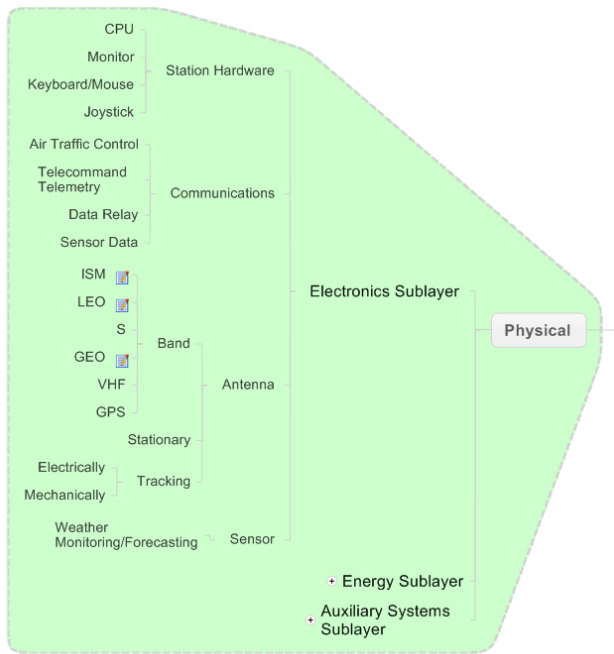 CPU
Monitor
Keyboard/Mouse
Joystick
Station Hardware
Air Traffic Control
Telecommand
Telemetry
Data Relay
Sensor Data
Communications
ISM
LEO
S
GEO
VHF
GPS
Band
Stationary
Electrically
Mechanically
Tracking
Antenna
Weather
Monitoring/Forecasting
Sensor
Electronics Sublayer
Energy Sublayer
Auxiliary Systems
Sublayer
Physical